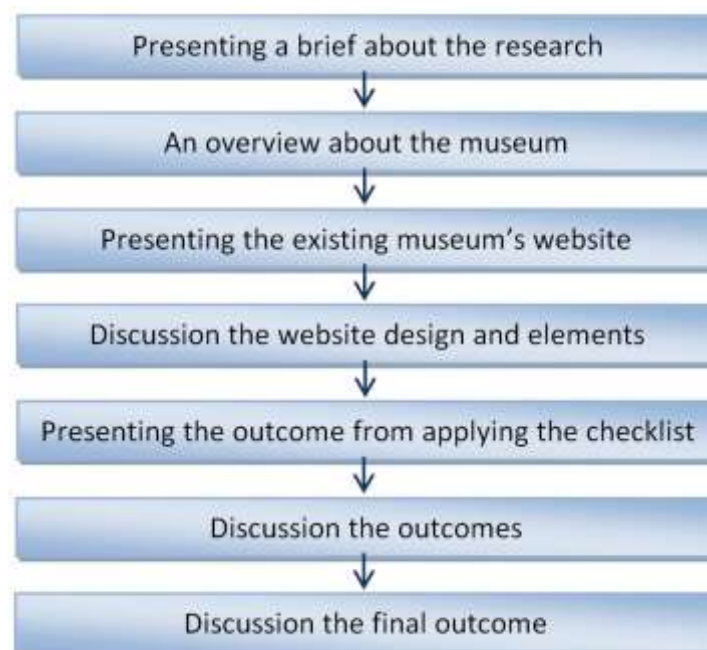 Presenting a brief about the research
An overview about the museum
Presenting the existing museum's website
Discussion the website design and elements
Presenting the outcome from applying the checklist
Discussion the outcomes
Discussion the final outcome